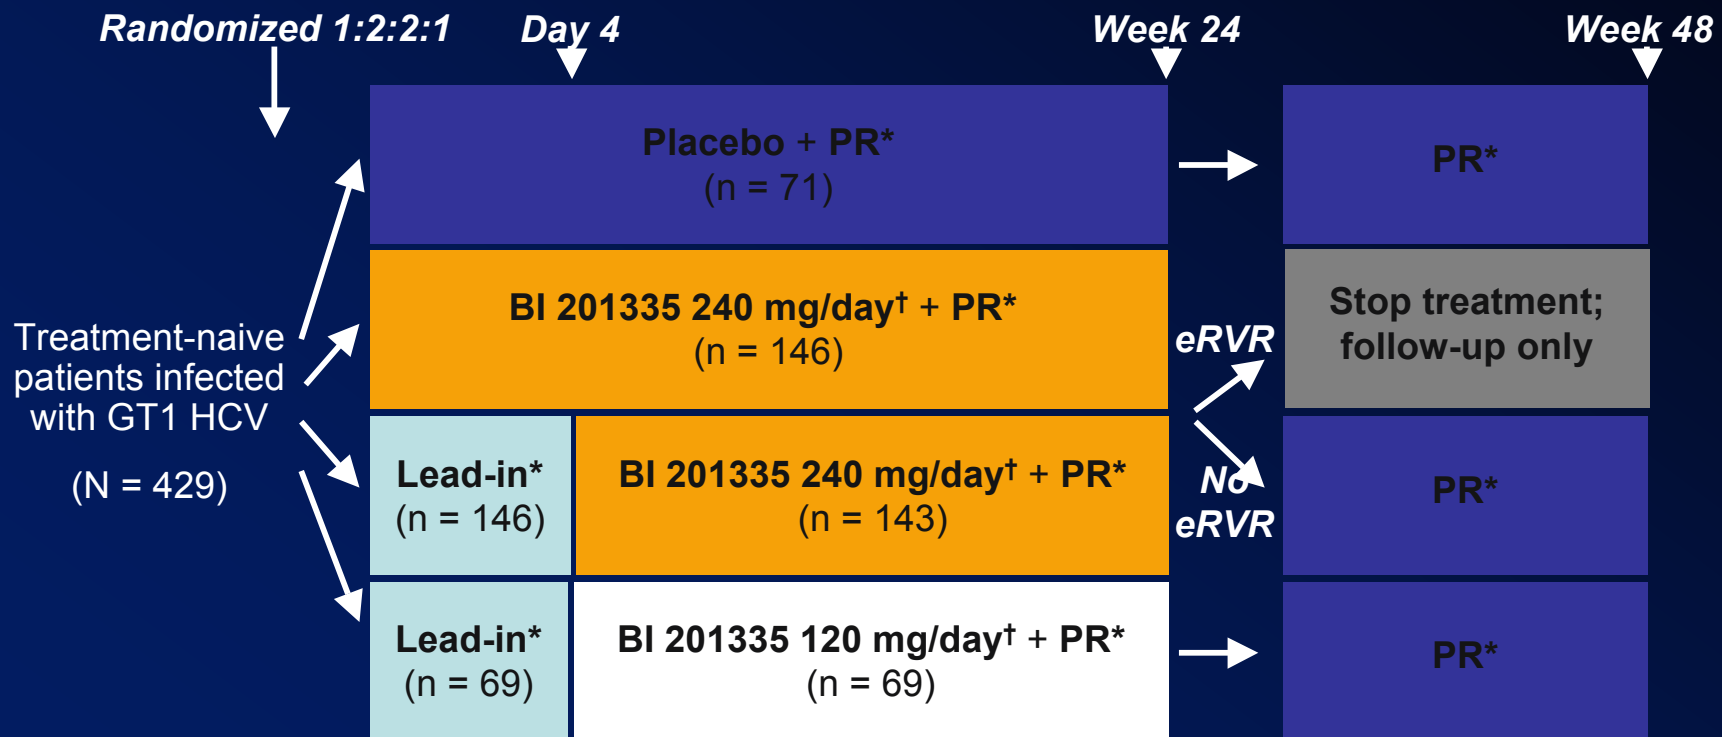 Randomized 1:2:2:1
Day 4
Week 24
Week 48
Placebo + PR*
(n = 71)
PR*
Treatment-naive
patients infected
with GT1 HCV
(N = 429)
BI 201335 240 mg/day† + PR*
(n = 146)
eRVR
Stop treatment;
follow-up only
Lead-in*
(n = 146)
BI 201335 240 mg/day† + PR*
(n = 143)
No
eRVR
PR*
Lead-in*
(n = 69)
BI 201335 120 mg/day† + PR*
(n = 69)
PR*